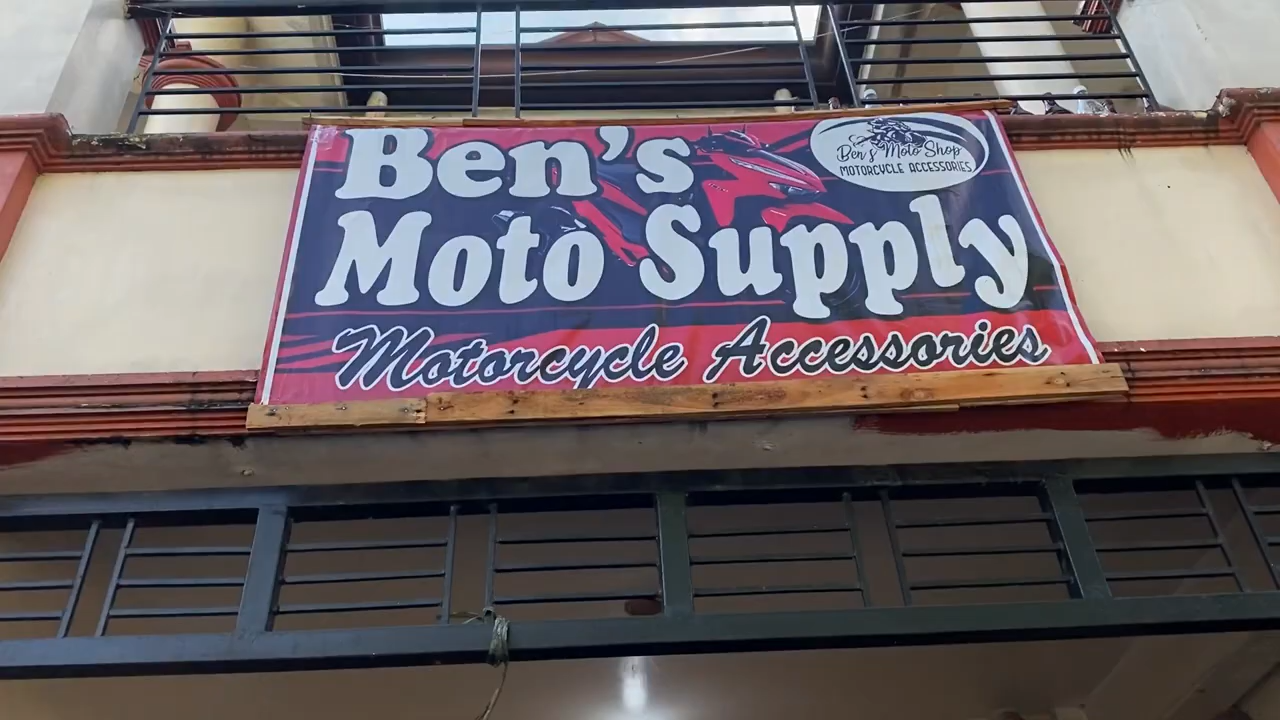 Ben's
Moto Supply
Motorcycle Accessories
Ben's Moto Shop
MOTORCYCLE ACCESSORIES